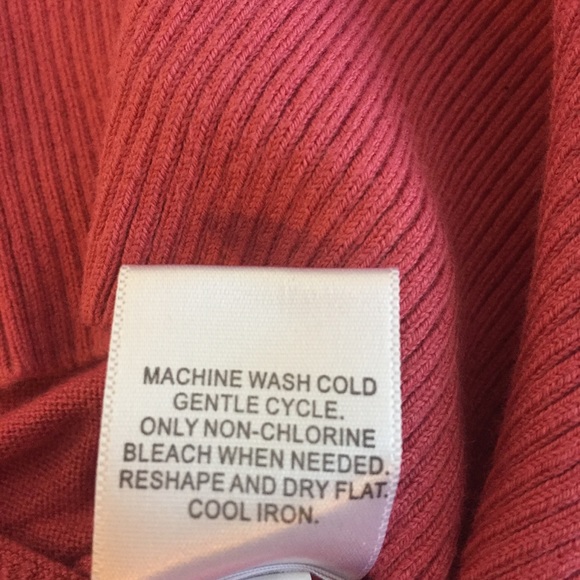 MACHINE WASH COLD
GENTLE CYCLE.
ONLY NON-CHLORINE
BLEACH WHEN NEEDED.
RESHAPE AND DRY FLAT.
COOL IRON.